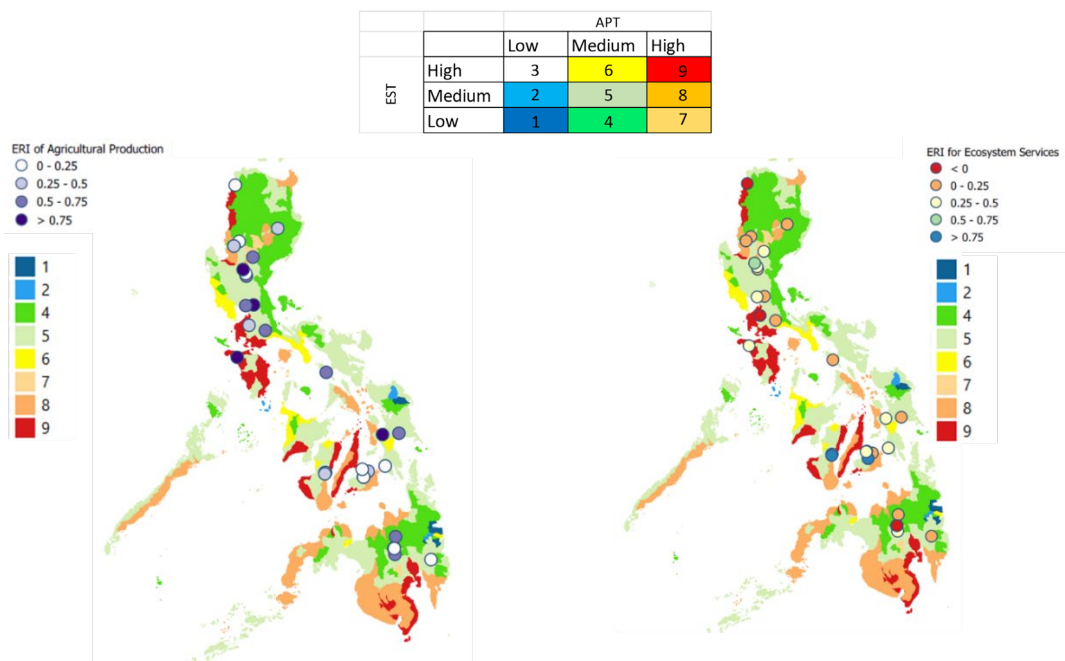 APT
Low Medium High
EST
High 3 6 9
Medium 2 5 8
Low 1 4 7
ERI of Agricultural Production
0 - 0.25
0.25 - 0.5
0.5 - 0.75
> 0.75
1
2
4
5
6
7
8
9
ERI for Ecosystem Services
< 0
0 - 0.25
0.25 - 0.5
0.5 - 0.75
> 0.75
1
2
4
5
6
7
8
9